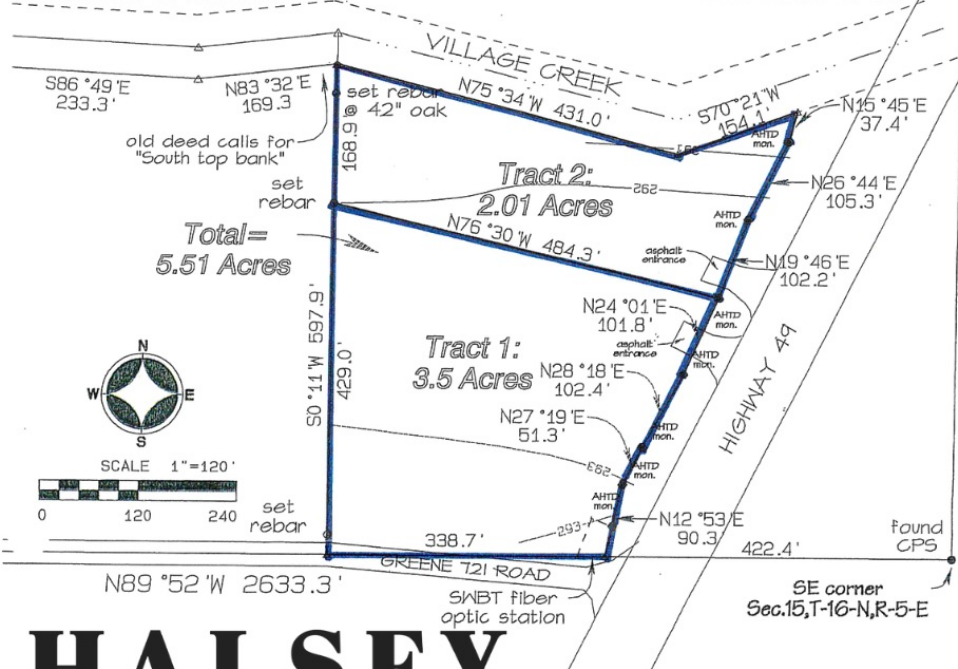 VILLAGE CREEK
S86°49'E
233.3'
N83°32'E
169.3
set rebar
@ 42" oak
N75°34'W 431.0'
S70°21'W
154.1'
N15°45'E
37.4'
AHTD
mon.
old deed calls for
"South top bank"
168.9
291
set
rebar
Tract 2:
2.01 Acres
292
N26°44'E
105.3'
AHTD
mon.
Total=
5.51 Acres
N76°30'W 484.3'
asphalt
entrance
N19°46'E
102.2'
N24°01'E
101.8'
AHTD
mon.
asphalt
entrance
S0°11'W 597.9'
429.0'
Tract 1:
3.5 Acres
AHTD
mon.
HIGHWAY 49
N28°18'E
102.4'
N
W E
S
N27°19'E
51.3'
AHTD
mon.
SCALE 1"=120'
0 120 240
293
AHTD
mon.
AHTD
mon.
set
rebar
293
N12°53'E
90.3'
338.7'
422.4'
found
CPS
GREENE 721 ROAD
N89°52'W 2633.3'
SWBT fiber
optic station
SE corner
Sec.15,T-16-N,R-5-E
HALSEY